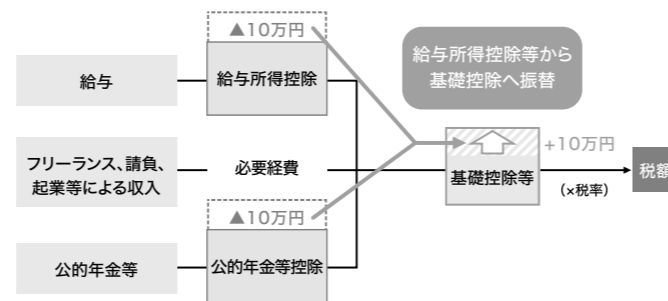 ▲10万円
給与
給与所得控除
給与所得控除等から
基礎控除へ振替
フリーランス、請負、
起業等による収入
必要経費
+10万円
基礎控除等
(×税率)
税額
▲10万円
公的年金等
公的年金等控除